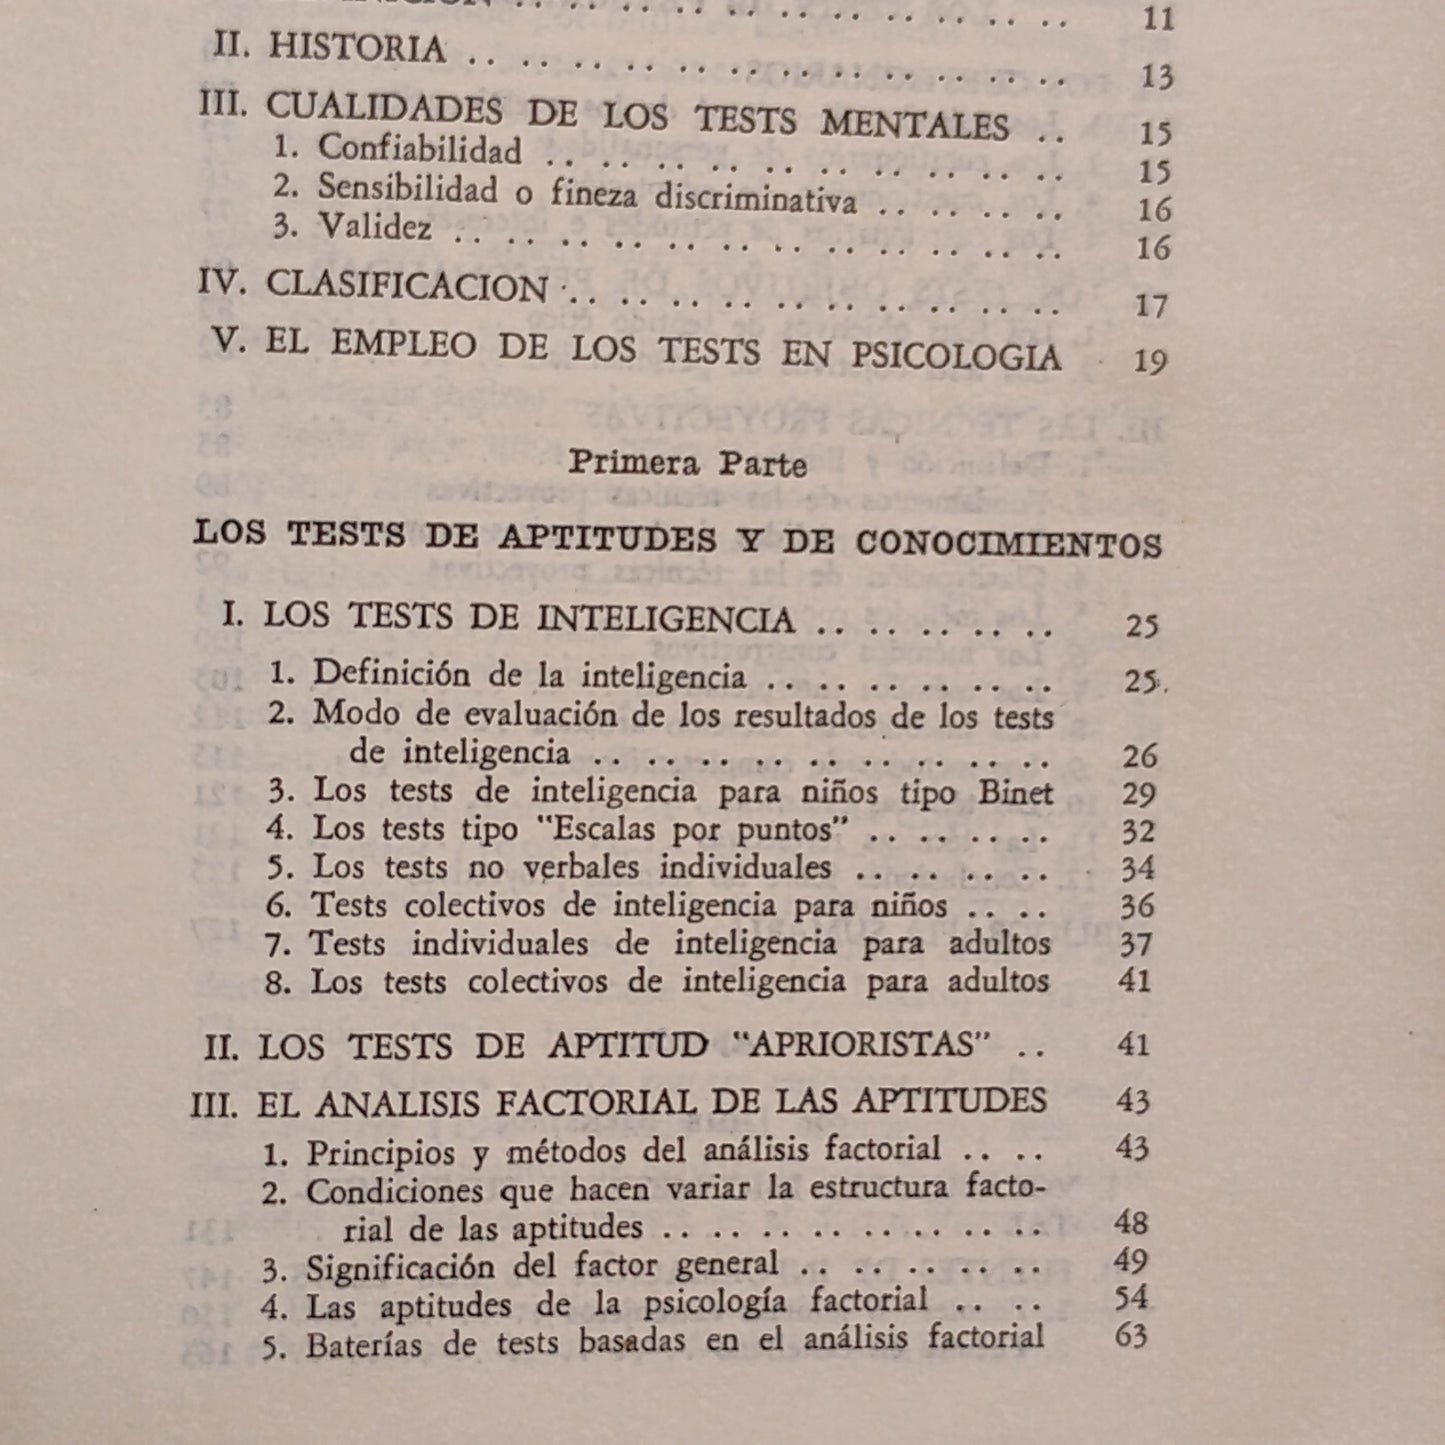 11
II. HISTORIA .. .. .. .. .. .. .. .. .. .. .. .. 13
III. CUALIDADES DE LOS TESTS MENTALES .. 15
1. Confiabilidad .. .. .. .. .. .. .. .. .. .. 15
2. Sensibilidad o fineza discriminativa .. .. .. .. 16
3. Validez .. .. .. .. .. .. .. .. .. .. .. .. 16
IV. CLASIFICACION .. .. .. .. .. .. .. .. .. .. 17
V. EL EMPLEO DE LOS TESTS EN PSICOLOGIA 19
Primera Parte
LOS TESTS DE APTITUDES Y DE CONOCIMIENTOS
I. LOS TESTS DE INTELIGENCIA .. .. .. .. .. 25
1. Definición de la inteligencia .. .. .. .. .. .. 25
2. Modo de evaluación de los resultados de los tests
de inteligencia .. .. .. .. .. .. .. .. .. 26
3. Los tests de inteligencia para niños tipo Binet 29
4. Los tests tipo "Escalas por puntos" .. .. .. .. 32
5. Los tests no verbales individuales .. .. .. .. 34
6. Tests colectivos de inteligencia para niños .. .. 36
7. Tests individuales de inteligencia para adultos 37
8. Los tests colectivos de inteligencia para adultos 41
II. LOS TESTS DE APTITUD "APRIORISTAS" .. 41
III. EL ANALISIS FACTORIAL DE LAS APTITUDES 43
1. Principios y métodos del análisis factorial .. .. 43
2. Condiciones que hacen variar la estructura facto-
rial de las aptitudes .. .. .. .. .. .. .. .. 48
3. Significación del factor general .. .. .. .. .. 49
4. Las aptitudes de la psicología factorial .. .. 54
5. Baterías de tests basadas en el análisis factorial 63